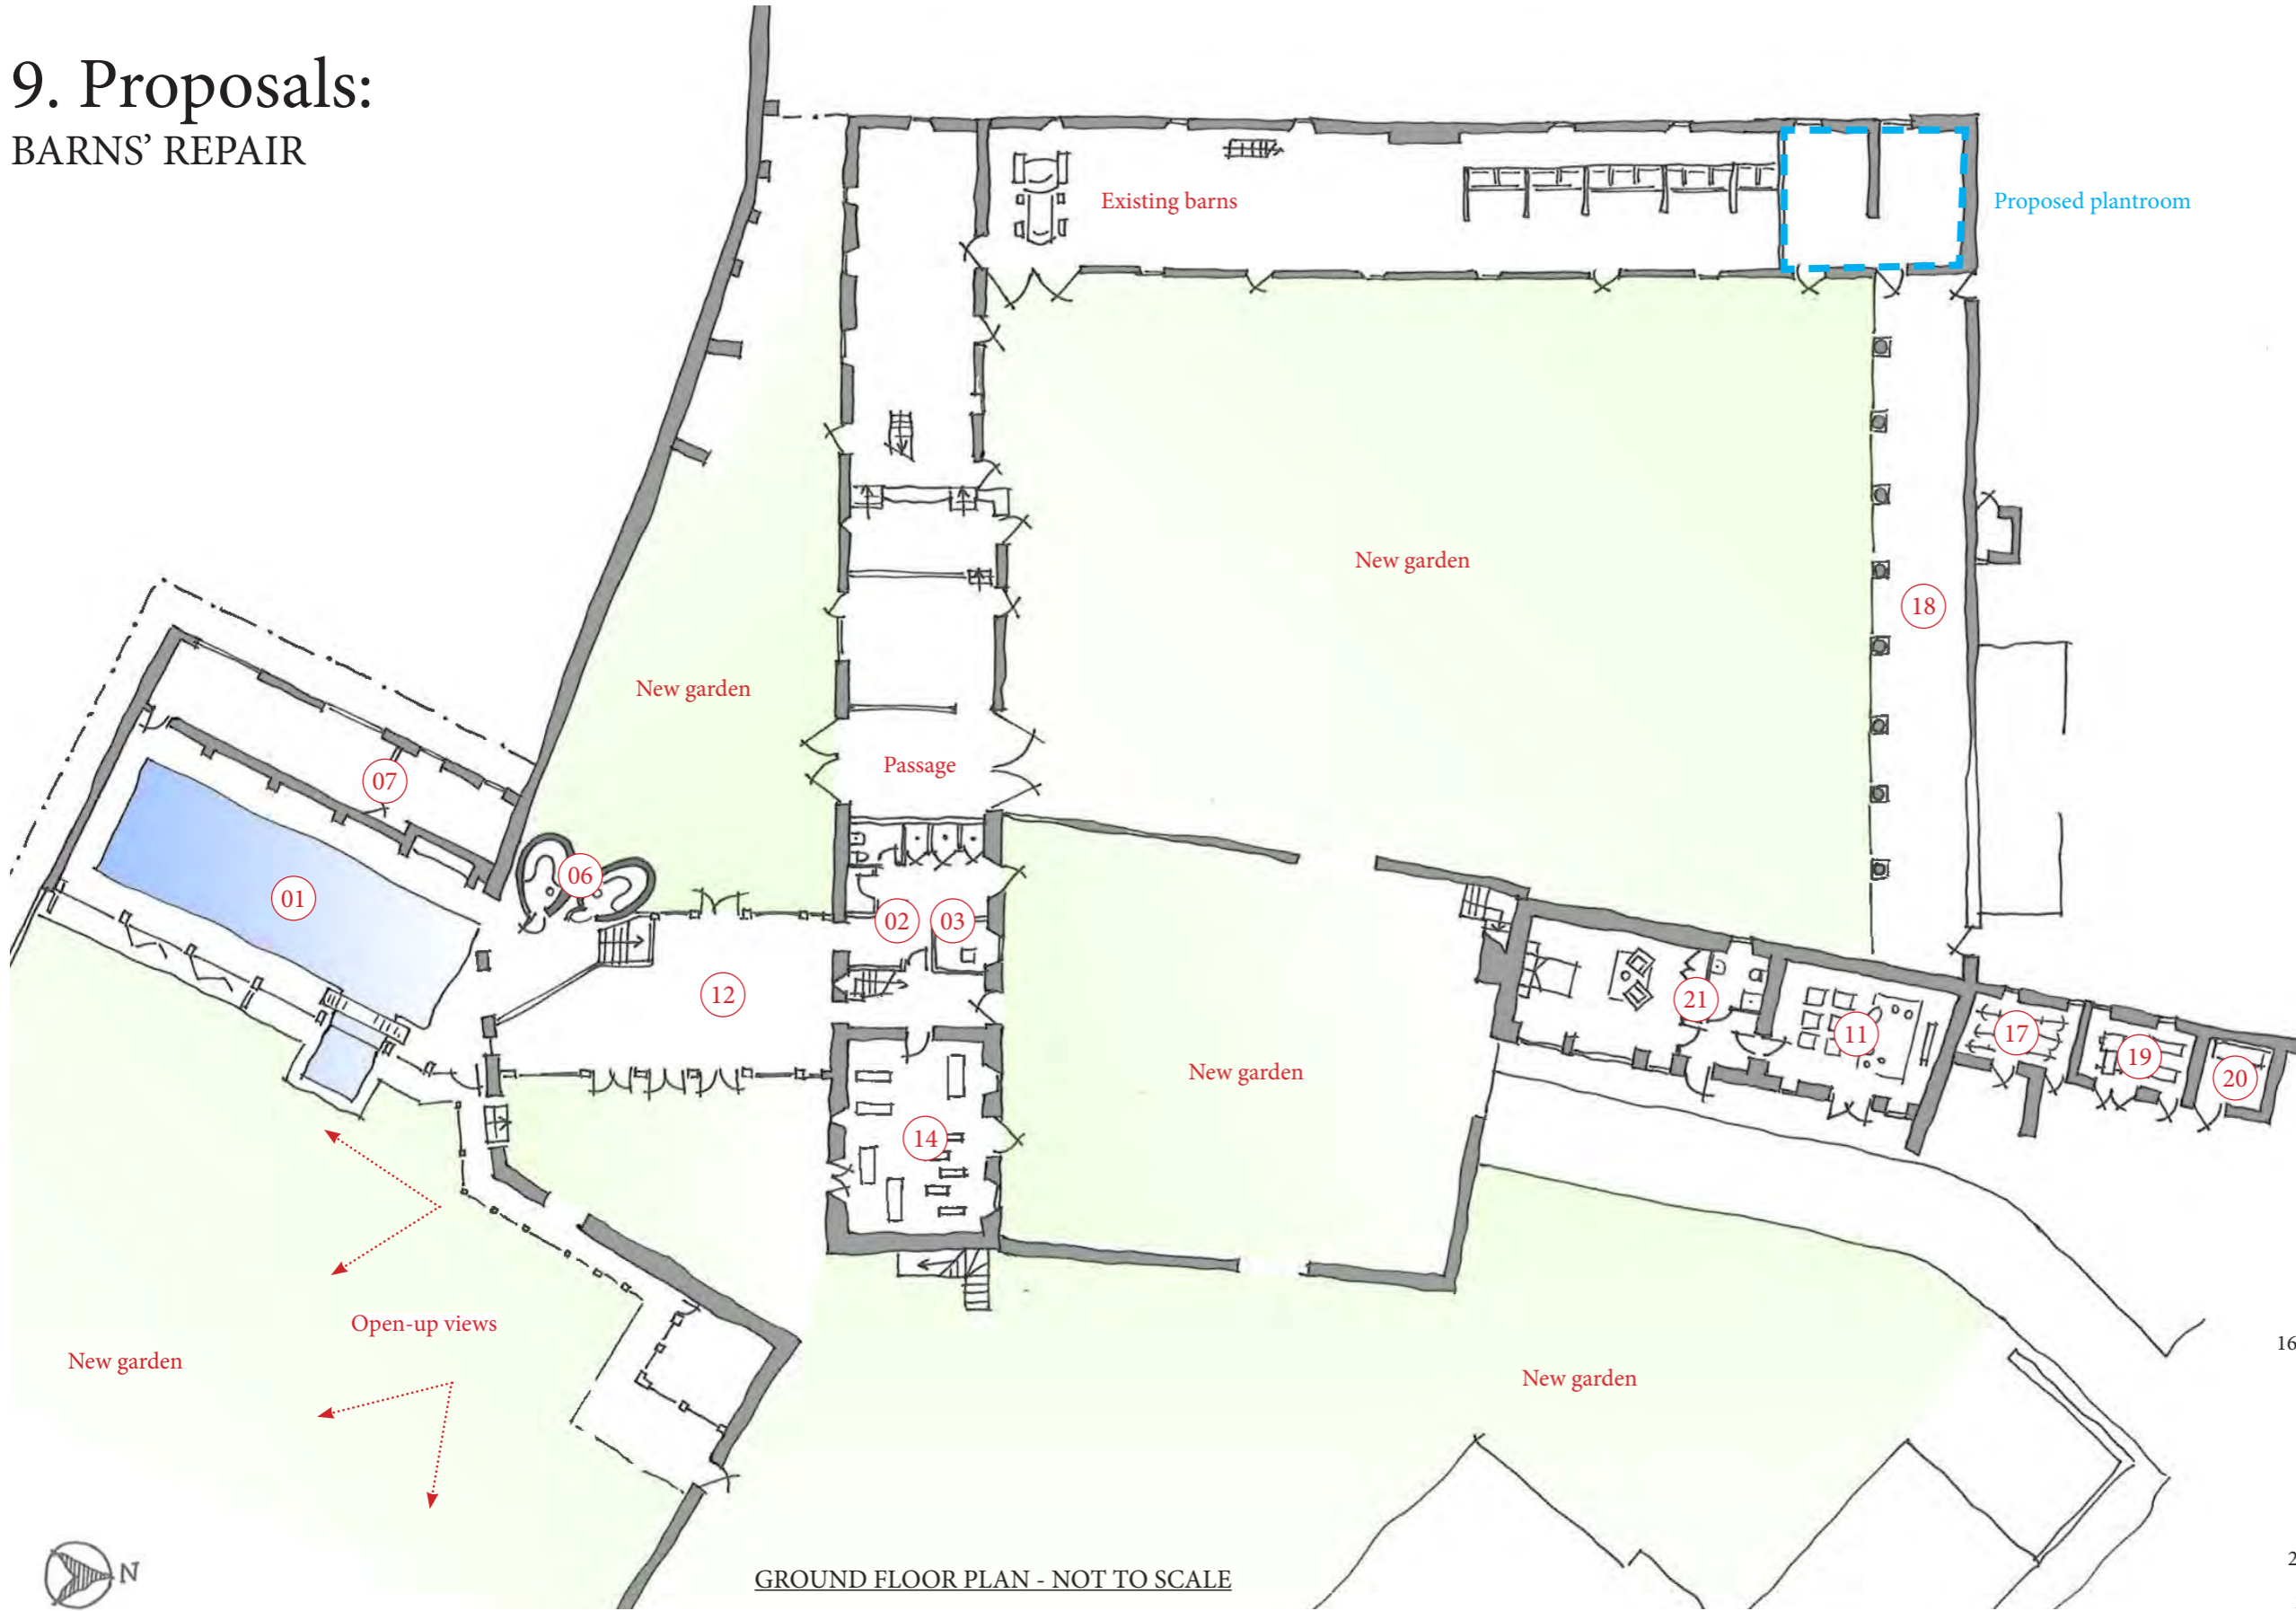 9. Proposals:
BARNS' REPAIR
Existing barns
Proposed plantroom
New garden
18
New garden
Passage
07
06
01
02
03
12
21
11
17
19
20
New garden
14
Open-up views
New garden
New garden
16
2
N
GROUND FLOOR PLAN - NOT TO SCALE